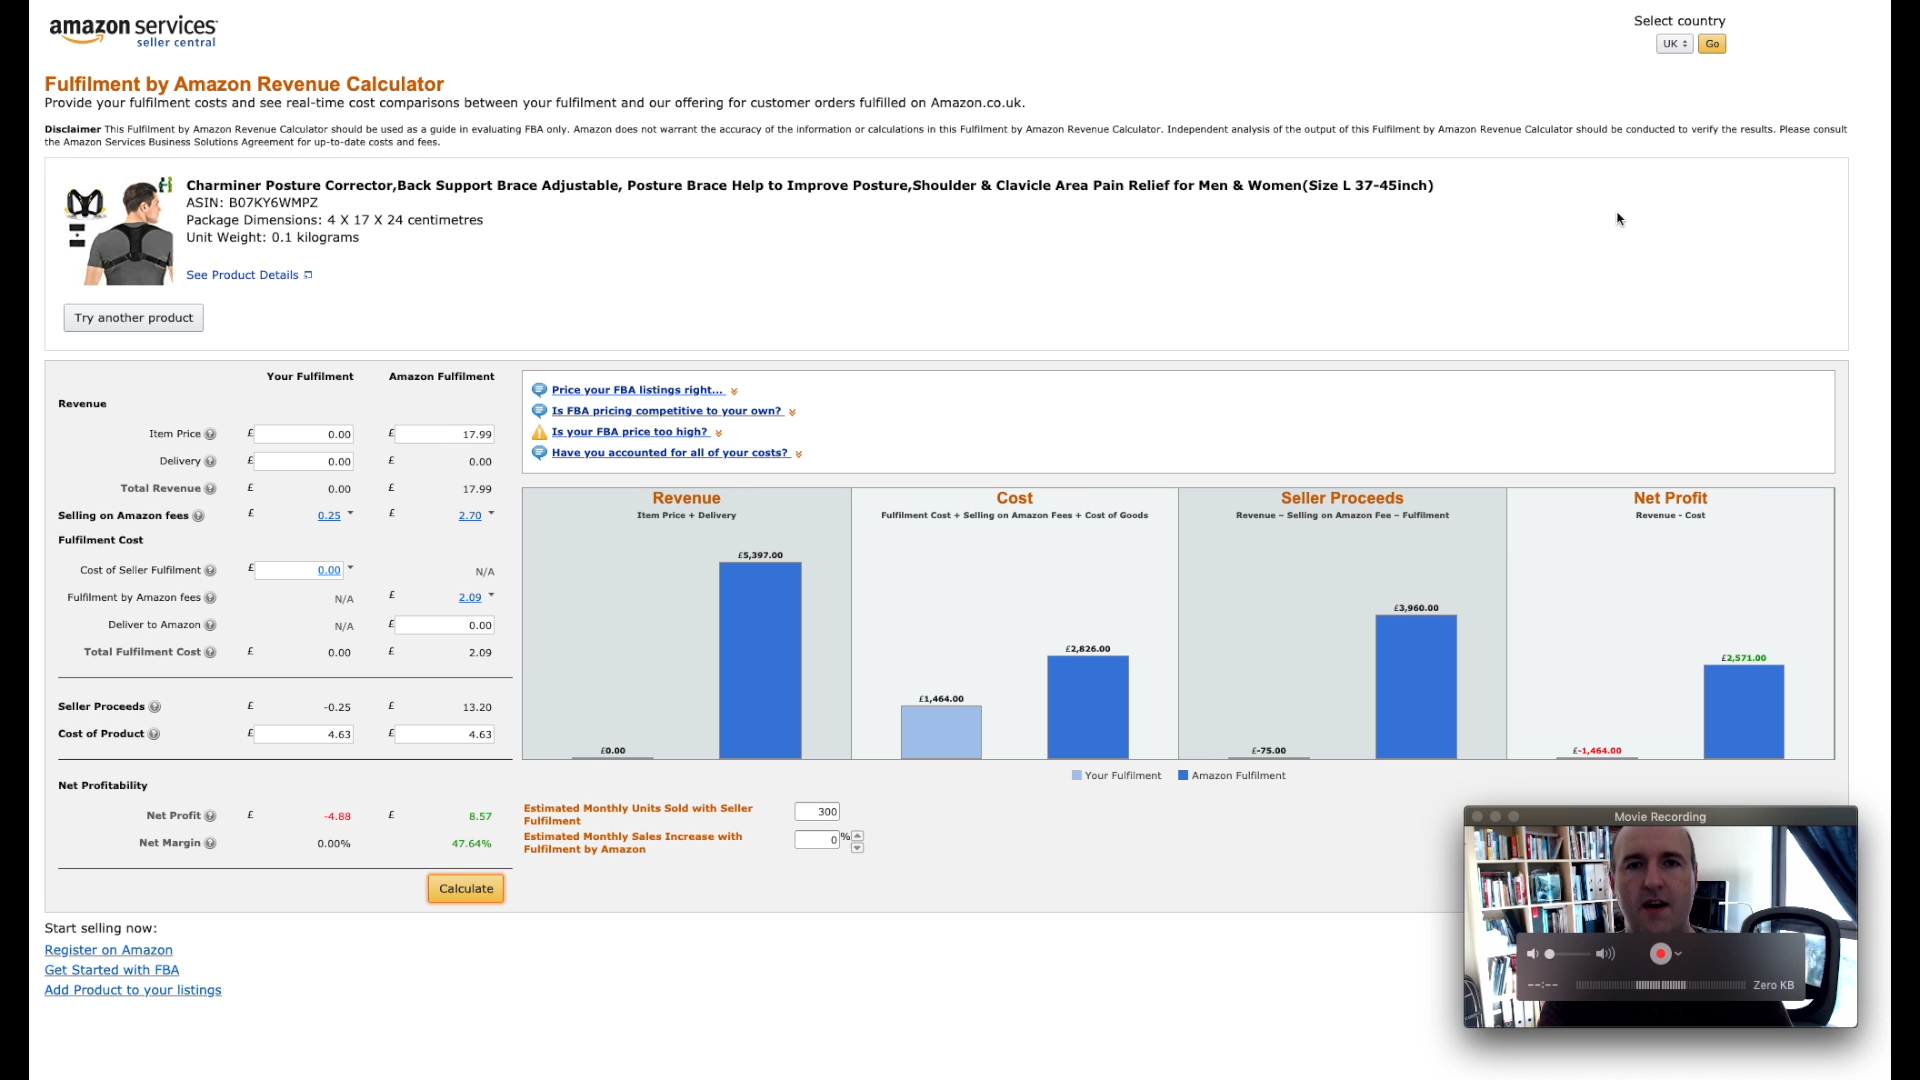 amazon services
seller central
Select country
UK
Go
Fulfilment by Amazon Revenue Calculator
Provide your fulfilment costs and see real-time cost comparisons between your fulfilment and our offering for customer orders fulfilled on Amazon.co.uk.
Disclaimer This Fulfilment by Amazon Revenue Calculator should be used as a guide in evaluating FBA only. Amazon does not warrant the accuracy of the information or calculations in this Fulfilment by Amazon Revenue Calculator. Independent analysis of the output of this Fulfilment by Amazon Revenue Calculator should be conducted to verify the results. Please consult
the Amazon Services Business Solutions Agreement for up-to-date costs and fees.
Charminer Posture Corrector,Back Support Brace Adjustable, Posture Brace Help to Improve Posture,Shoulder & Clavicle Area Pain Relief for Men & Women(Size L 37-45inch)
ASIN: B07KY6WMPZ
Package Dimensions: 4 X 17 X 24 centimetres
Unit Weight: 0.1 kilograms
See Product Details
Try another product
Your Fulfilment Amazon Fulfilment
Revenue
Item Price £ 0.00 £ 17.99
Delivery £ 0.00 £ 0.00
Total Revenue £ 0.00 £ 17.99
Selling on Amazon fees £ 0.25 £ 2.70
Fulfilment Cost
Cost of Seller Fulfilment £ 0.00 N/A
Fulfilment by Amazon fees N/A £ 2.09
Deliver to Amazon N/A £ 0.00
Total Fulfilment Cost £ 0.00 £ 2.09
Seller Proceeds £ -0.25 £ 13.20
Cost of Product £ 4.63 £ 4.63
Net Profitability
Net Profit £ -4.88 £ 8.57
Net Margin 0.00% 47.64%
Calculate
Price your FBA listings right...
Is FBA pricing competitive to your own?
Is your FBA price too high?
Have you accounted for all of your costs?
Revenue
Item Price + Delivery
£0.00
£5,397.00
Cost
Fulfilment Cost + Selling on Amazon Fees + Cost of Goods
£1,464.00
£2,826.00
Seller Proceeds
Revenue – Selling on Amazon Fee – Fulfilment
£-75.00
£3,960.00
Net Profit
Revenue - Cost
£-1,464.00
£2,571.00
Your Fulfilment Amazon Fulfilment
Estimated Monthly Units Sold with Seller
Fulfilment
300
Estimated Monthly Sales Increase with
Fulfilment by Amazon
0 %
Start selling now:
Register on Amazon
Get Started with FBA
Add Product to your listings
Movie Recording
--:-- Zero KB